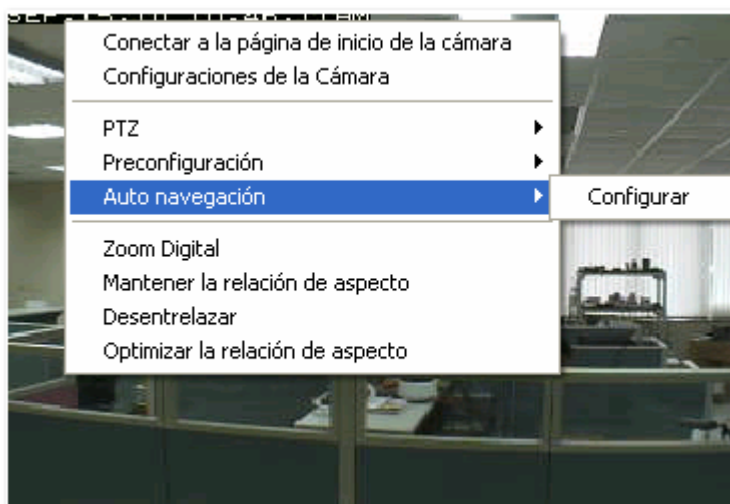 Conectar a la página de inicio de la cámara
Configuraciones de la Cámara
PTZ
Preconfiguración
Auto navegación
Configurar
Zoom Digital
Mantener la relación de aspecto
Desentrelazar
Optimizar la relación de aspecto